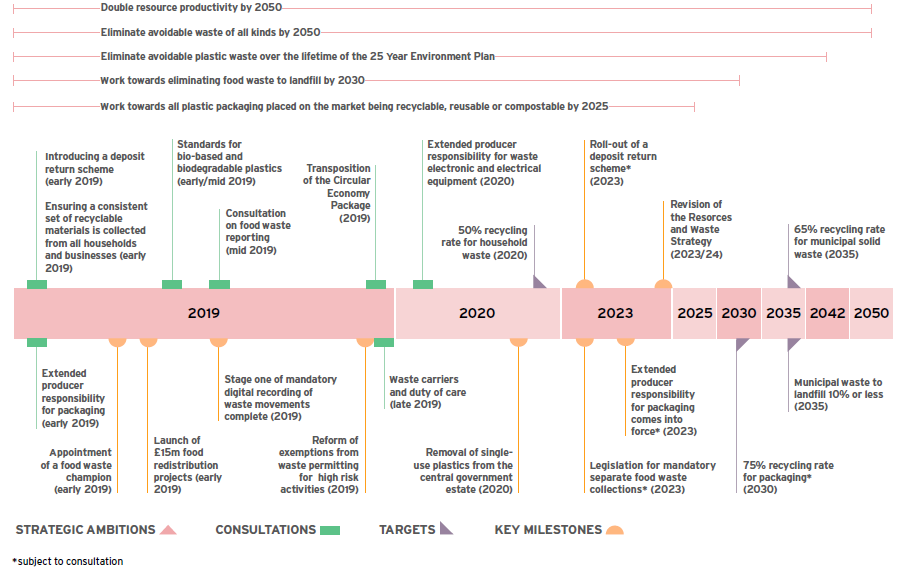 Double resource productivity by 2050
Eliminate avoidable waste of all kinds by 2050
Eliminate avoidable plastic waste over the lifetime of the 25 Year Environment Plan
Work towards eliminating food waste to landfill by 2030
Work towards all plastic packaging placed on the market being recyclable, reusable or compostable by 2025
Introducing a deposit
return scheme
(early 2019)
Ensuring a consistent
set of recyclable
materials is collected
from all households
and businesses (early
2019)
Standards for
bio-based and
biodegradable plastics
(early/mid 2019)
Consultation
on food waste
reporting
(mid 2019)
Transposition
of the Circular
Economy
Package
(2019)
Extended producer
responsibility for waste
electronic and electrical
equipment (2020)
50% recycling
rate for household
waste (2020)
Roll-out of a
deposit return
scheme*
(2023)
Revision of
the Resorces
and Waste
Strategy
(2023/24)
65% recycling rate
for municipal solid
waste (2035)
2019
2020
2023
2025
2030
2035
2042
2050
Extended
producer
responsibility
for packaging
(early 2019)
Appointment
of a food waste
champion
(early 2019)
Launch of
£15m food
redistribution
projects (early
2019)
Stage one of mandatory
digital recording of
waste movements
complete (2019)
Reform of
exemptions from
waste permitting
for high risk
activities (2019)
Waste carriers
and duty of care
(late 2019)
Removal of single-
use plastics from the
central government
estate (2020)
Legislation for mandatory
separate food waste
collections* (2023)
Extended
producer
responsibility
for packaging
comes into
force* (2023)
75% recycling rate
for packaging*
(2030)
Municipal waste to
landfill 10% or less
(2035)
STRATEGIC AMBITIONS
CONSULTATIONS
TARGETS
KEY MILESTONES
*subject to consultation